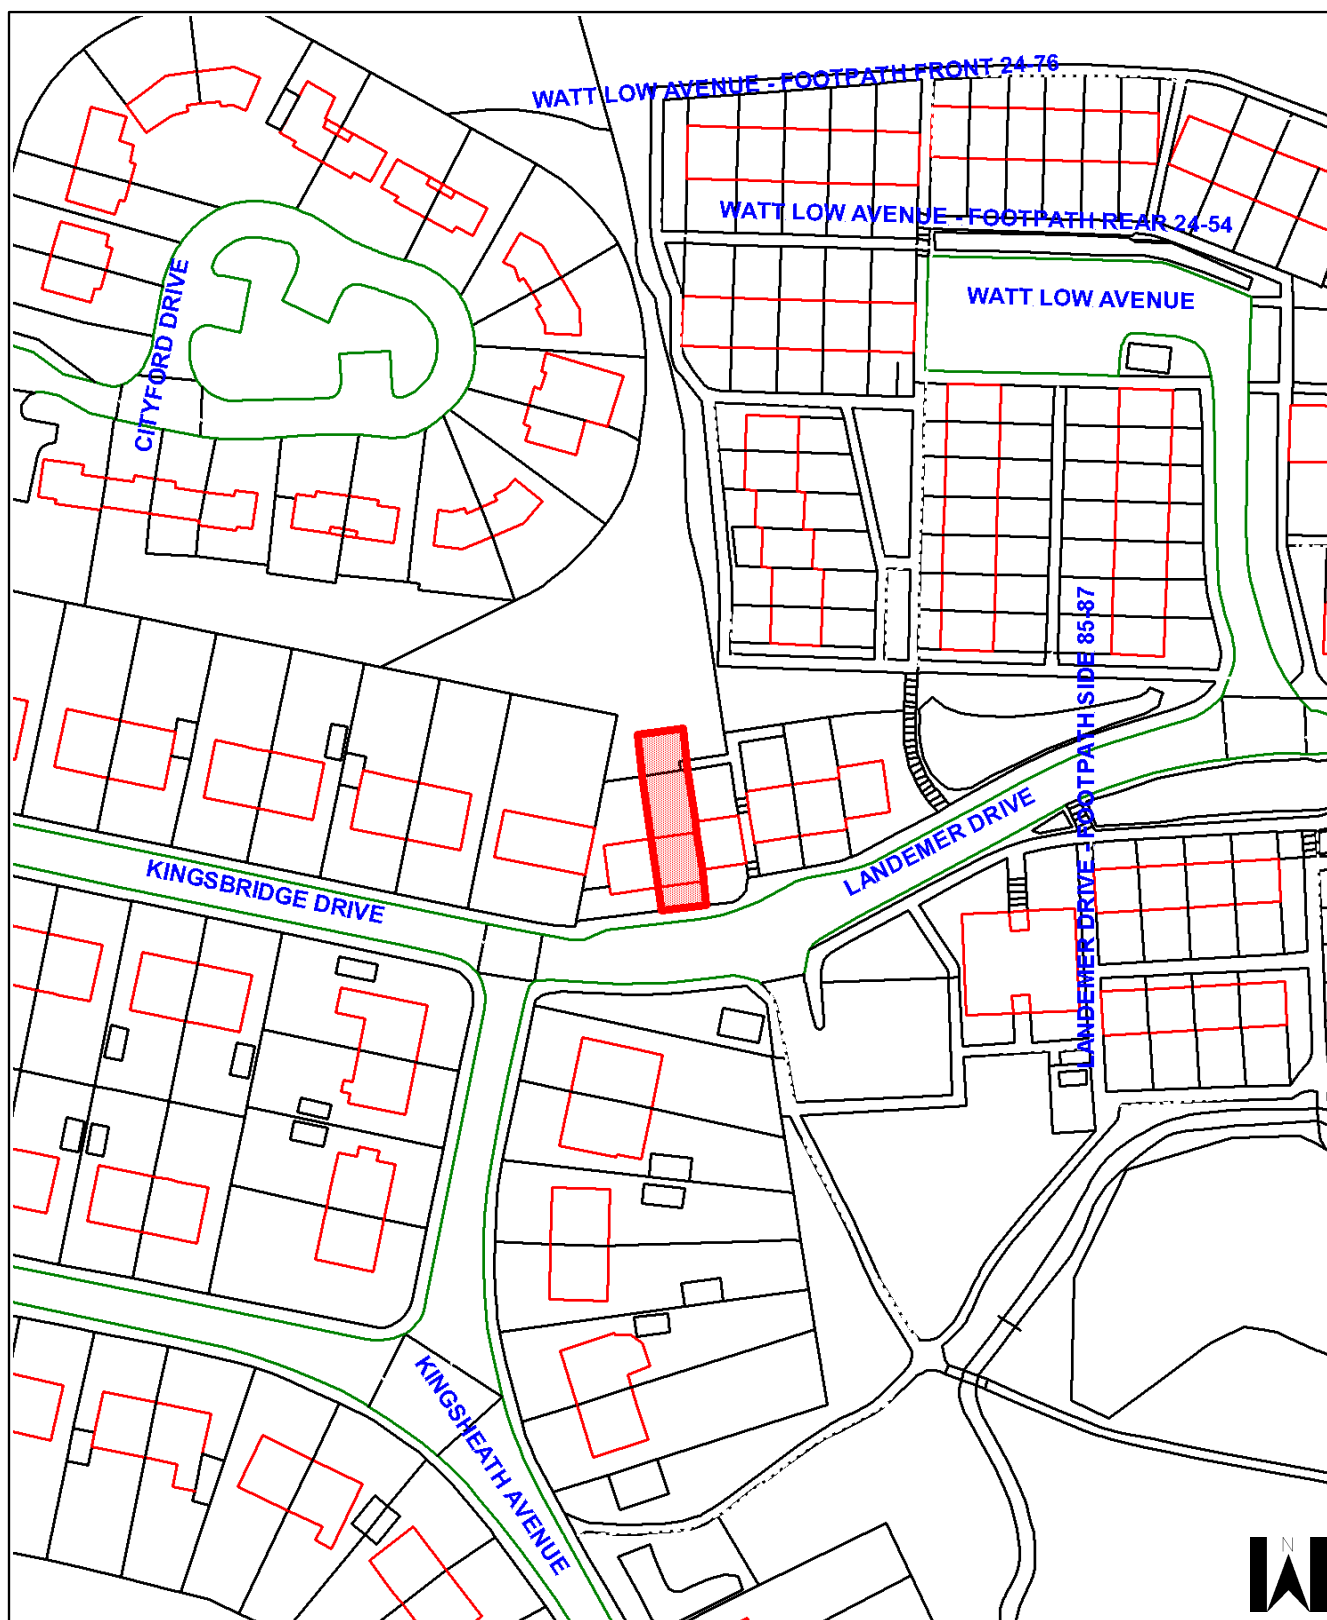 WATT LOW AVENUE - FOOTPATH FRONT 24-76
WATT LOW AVENUE - FOOTPATH REAR 24-54
WATT LOW AVENUE
CITYFORD DRIVE
LANDEMER DRIVE - FOOTPATH SIDE 85-87
LANDEMER DRIVE
KINGSBRIDGE DRIVE
KINGSHEATH AVENUE
N